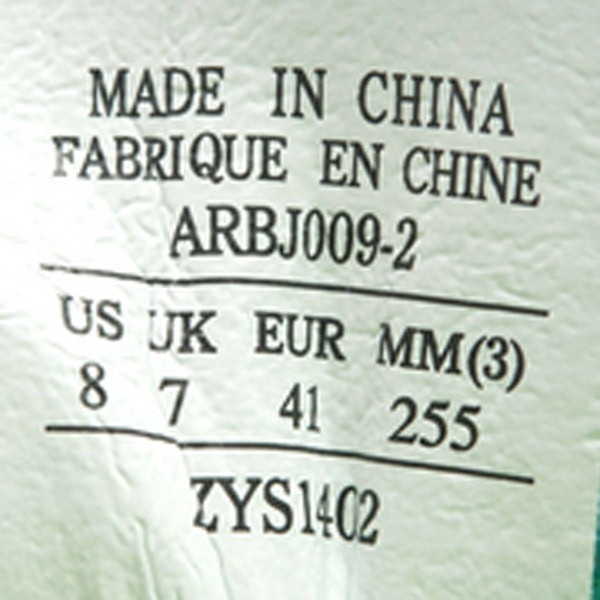 MADE IN CHINA
FABRIQUE EN CHINE
ARBJ009-2
US UK EUR MM(3)
8 7 41 255
ZYS1402